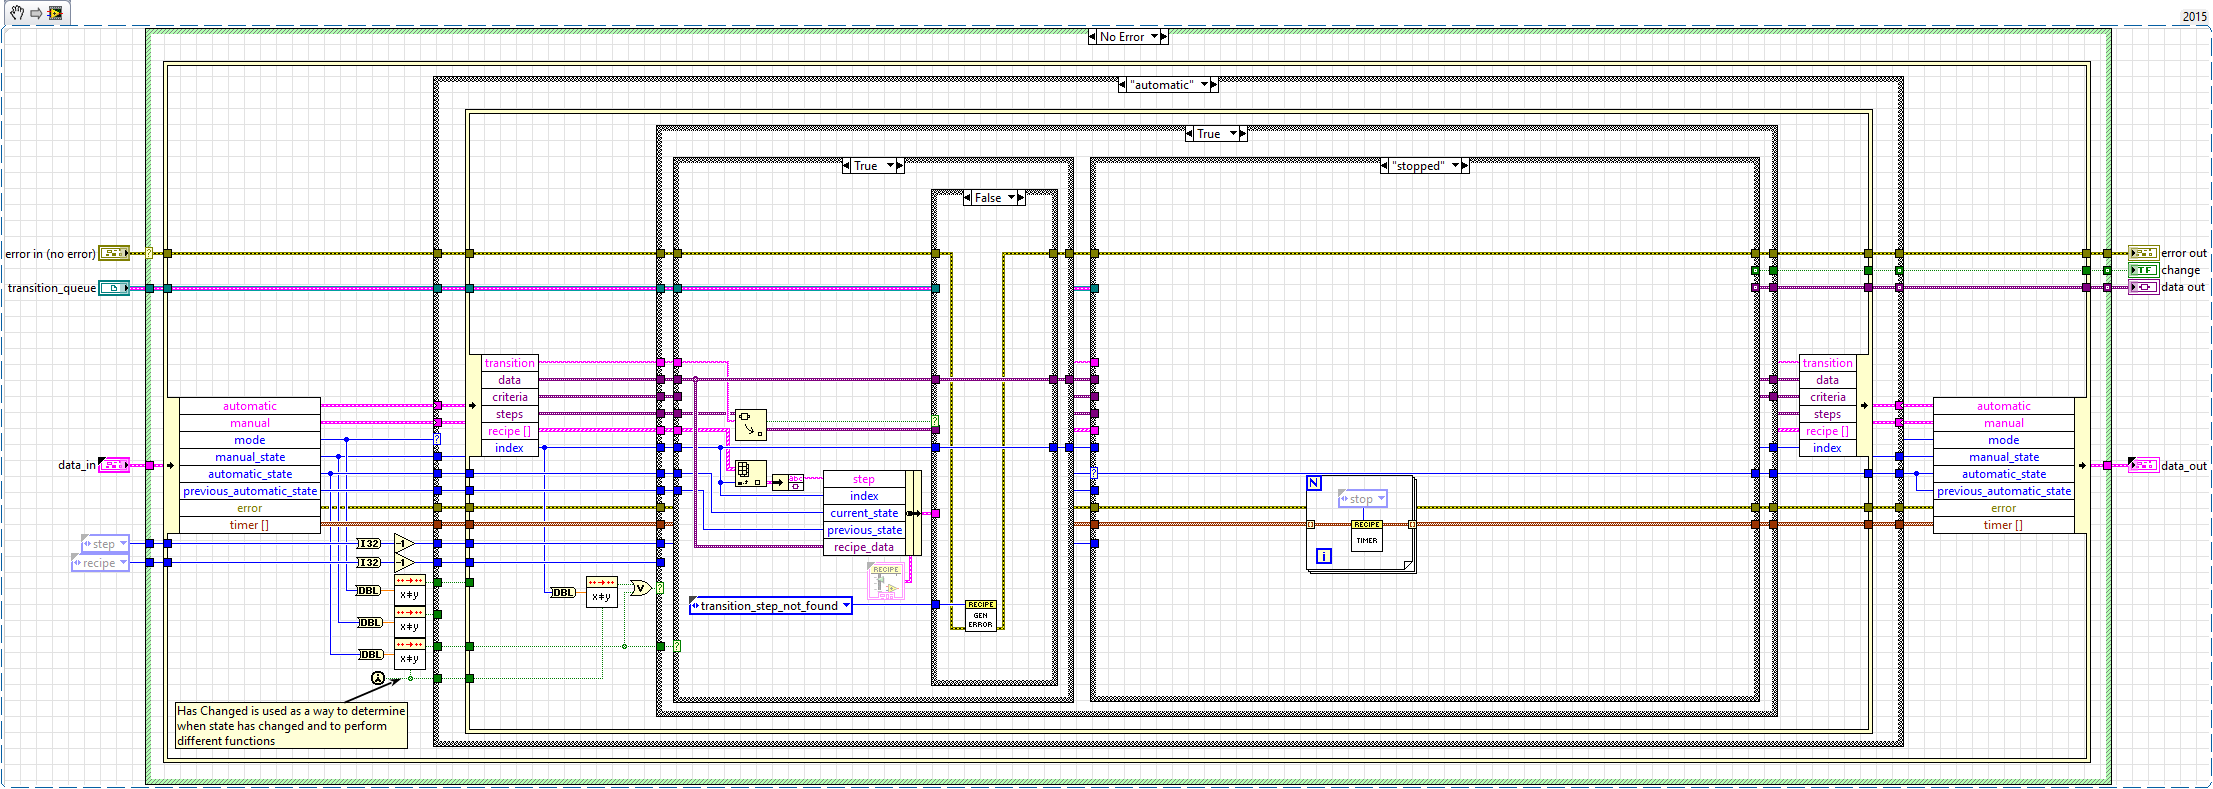 2015
No Error
"automatic"
True
True
"stopped"
False
error in (no error)
error out
change
TF
transition_queue
data out
transition
data
criteria
steps
recipe []
index
transition
data
criteria
steps
recipe []
index
automatic
manual
mode
manual_state
automatic_state
previous_automatic_state
error
timer []
automatic
manual
mode
manual_state
automatic_state
previous_automatic_state
error
timer []
data_in
data_out
abc
step
index
current_state
previous_state
recipe_data
N
stop
RECIPE
TIMER
i
step
recipe
I32
-1
I32
-1
DBL
x≠y
DBL
x≠y
DBL
x≠y
DBL
x≠y
V
RECIPE
transition_step_not_found
RECIPE
GEN
ERROR
Has Changed is used as a way to determine
when state has changed and to perform
different functions